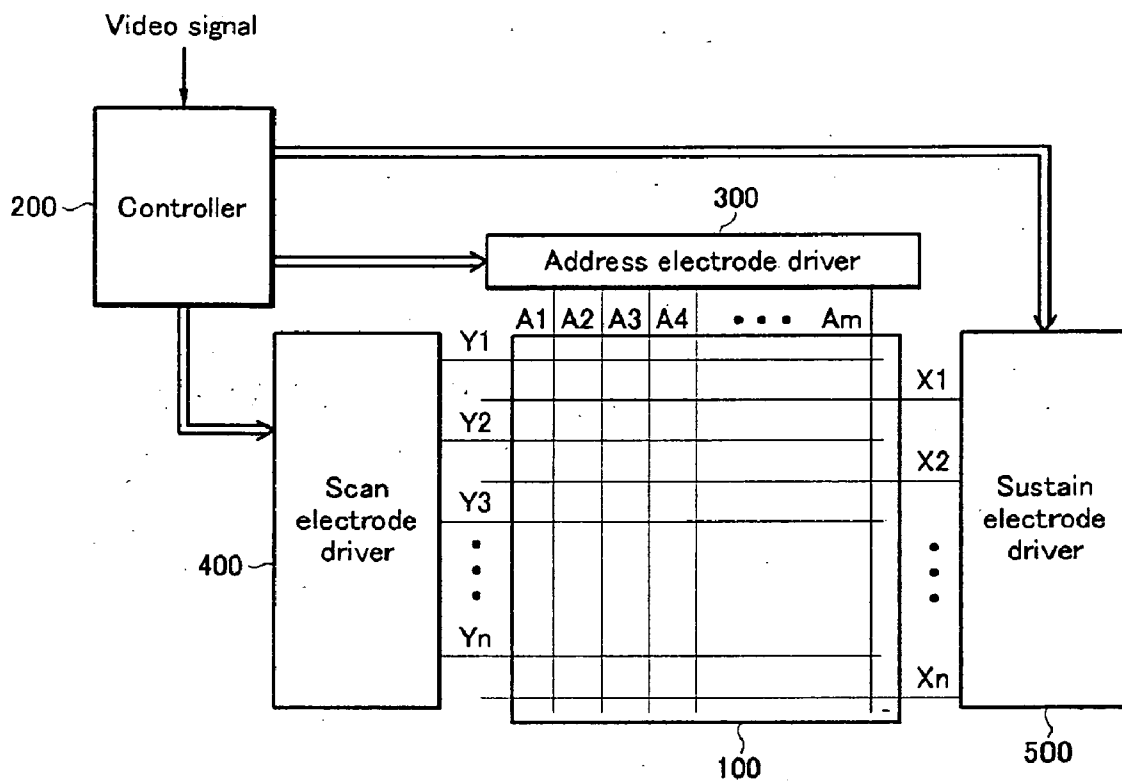 Video signal
200
Controller
300
Address electrode driver
A1 A2 A3 A4 • • • Am
Y1
X1
Y2
X2
Y3
Scan
electrode
driver
Sustain
electrode
driver
400
Yn
Xn
100
500